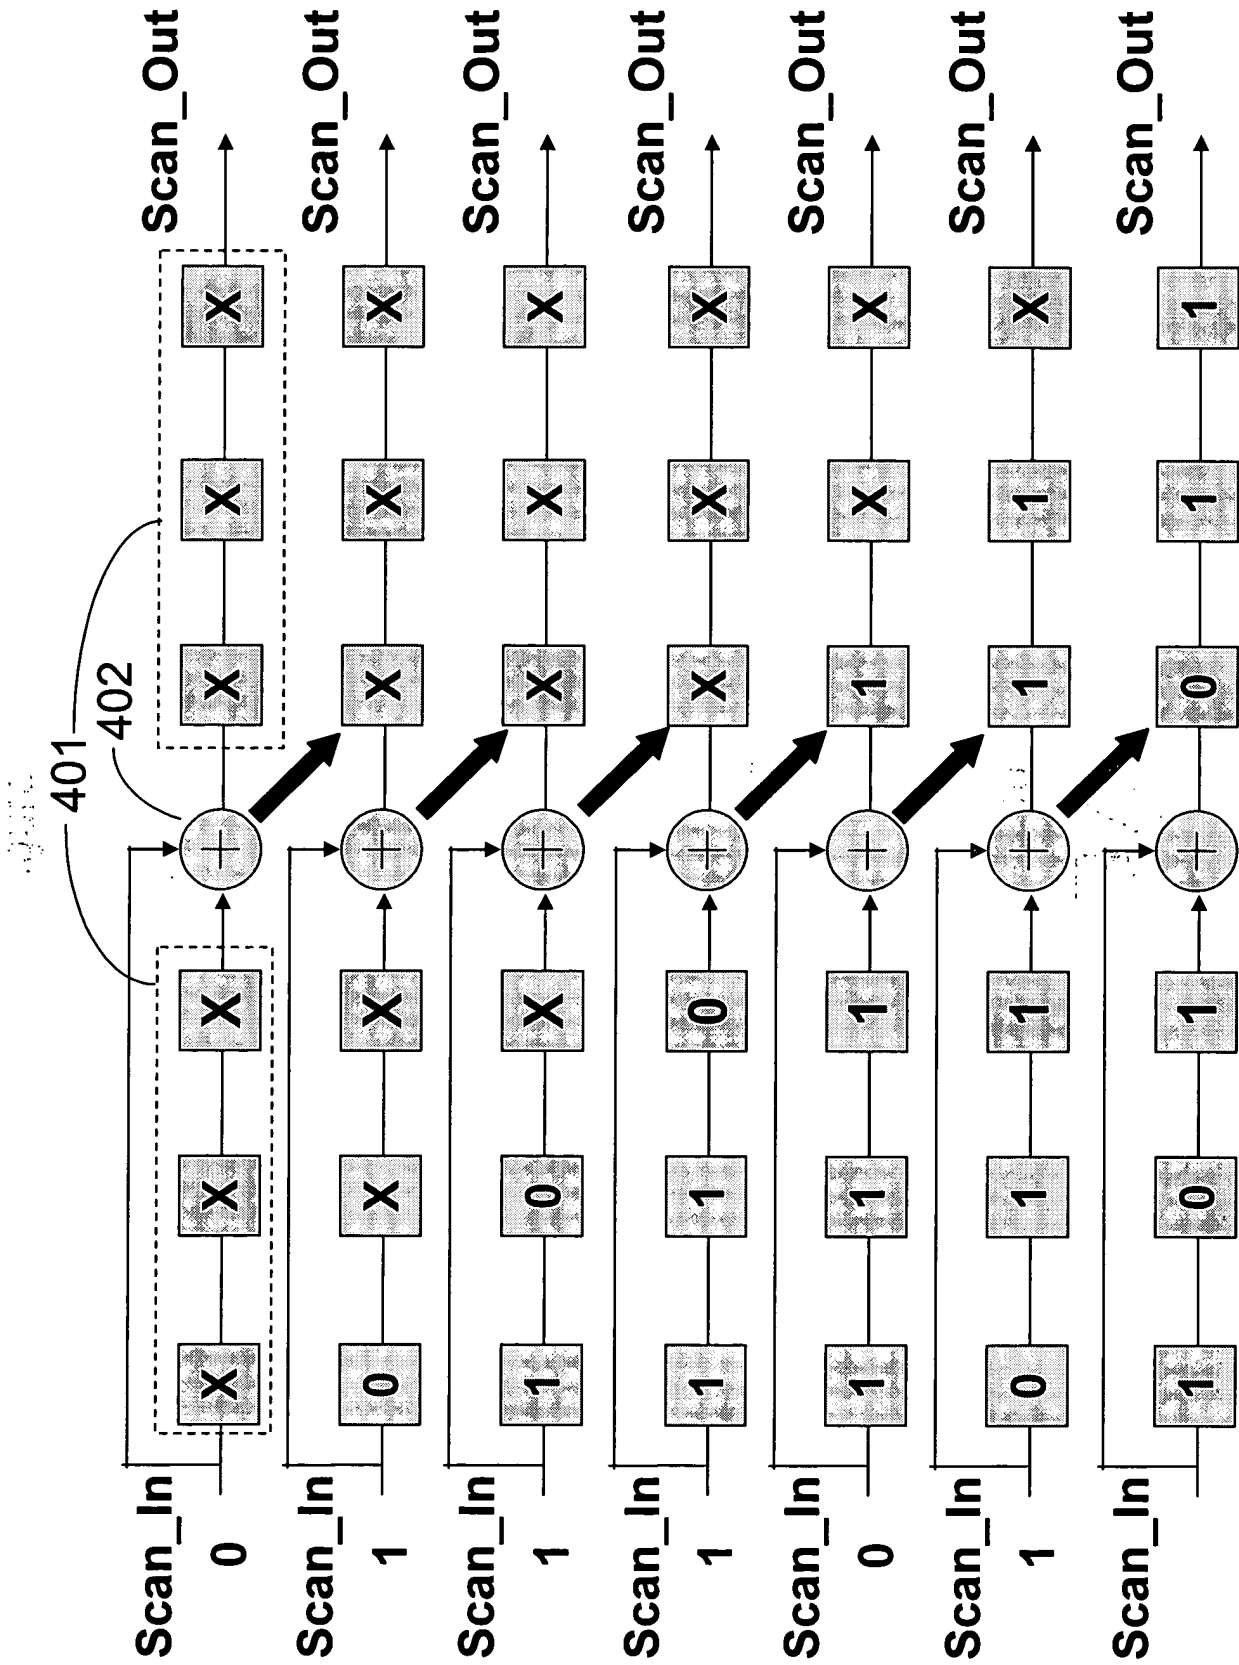 401
402
Scan_In Scan_Out
0 X X X + X X X
Scan_In Scan_Out
1 0 X X + X X X
Scan_In Scan_Out
1 1 0 X + X X X
Scan_In Scan_Out
1 1 1 0 + X X X
Scan_In Scan_Out
0 1 1 1 + 1 X X
Scan_In Scan_Out
1 0 1 1 + 1 1 X
Scan_In Scan_Out
1 0 1 + 0 1 1